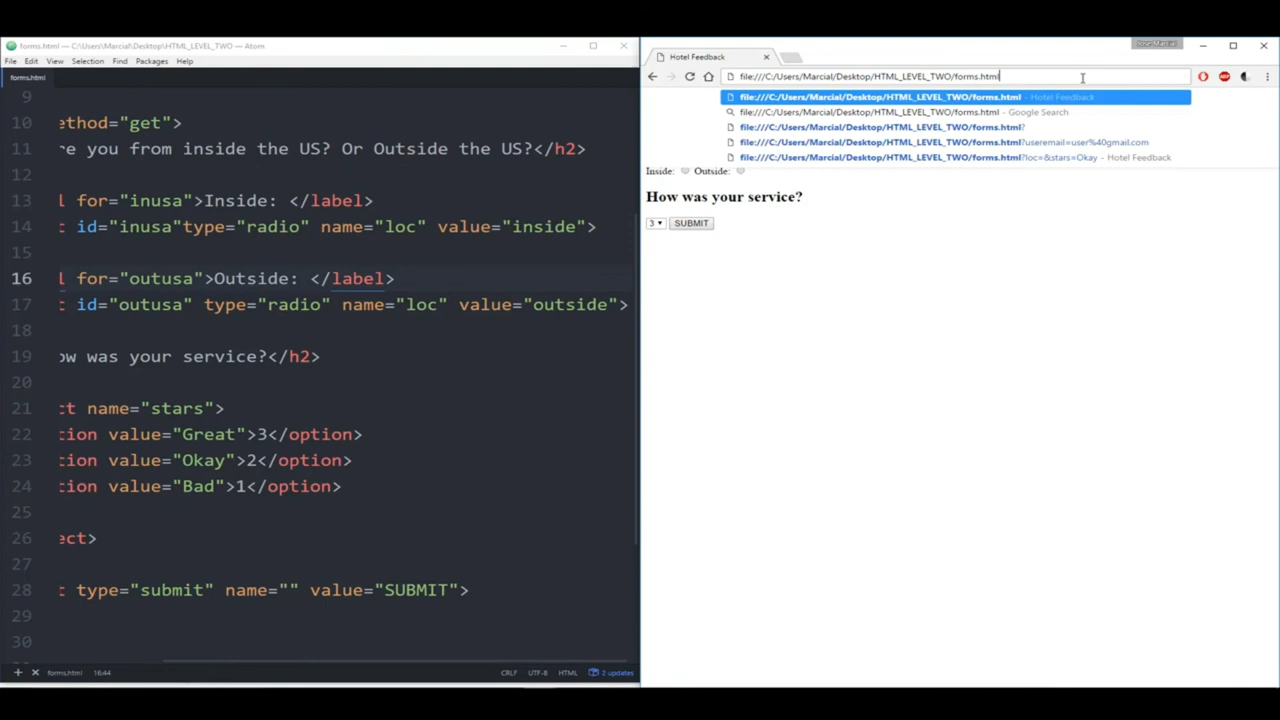 forms.html — C:\Users\Marcial\Desktop\HTML_LEVEL_TWO — Atom
File Edit View Selection Find Packages Help
forms.html
9
10 ethod="get">
11 re you from inside the US? Or Outside the US?</h2>
12
13 l for="inusa">Inside: </label>
14 t id="inusa"type="radio" name="loc" value="inside">
15
16 l for="outusa">Outside: </label>
17 t id="outusa" type="radio" name="loc" value="outside">
18
19 ow was your service?</h2>
20
21 ct name="stars">
22 tion value="Great">3</option>
23 tion value="Okay">2</option>
24 tion value="Bad">1</option>
25
26 ect>
27
28 t type="submit" name="" value="SUBMIT">
29
30
forms.html 16:44 CRLF UTF-8 HTML 2 updates
Jose Marcial
Hotel Feedback
file:///C:/Users/Marcial/Desktop/HTML_LEVEL_TWO/forms.html
file:///C:/Users/Marcial/Desktop/HTML_LEVEL_TWO/forms.html - Hotel Feedback
file:///C:/Users/Marcial/Desktop/HTML_LEVEL_TWO/forms.html - Google Search
file:///C:/Users/Marcial/Desktop/HTML_LEVEL_TWO/forms.html?
file:///C:/Users/Marcial/Desktop/HTML_LEVEL_TWO/forms.html?useremail=user%40gmail.com
file:///C:/Users/Marcial/Desktop/HTML_LEVEL_TWO/forms.html?loc=&stars=Okay - Hotel Feedback
Inside: Outside:
How was your service?
3 SUBMIT